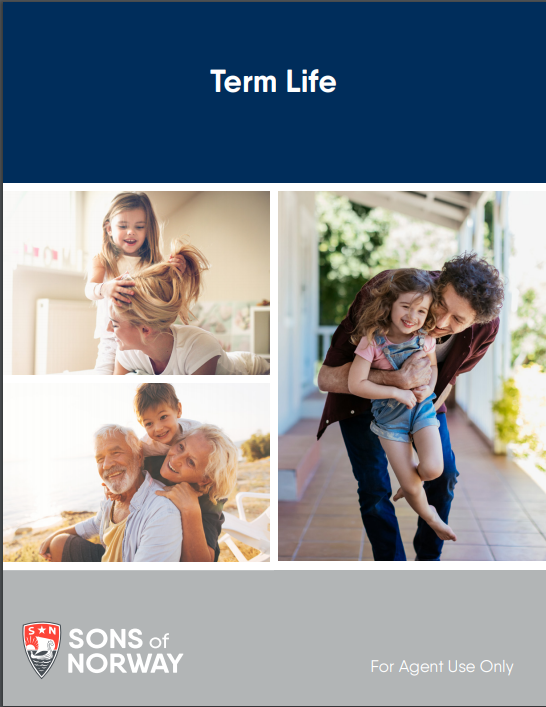 Term Life
S N
SONS of
NORWAY
For Agent Use Only